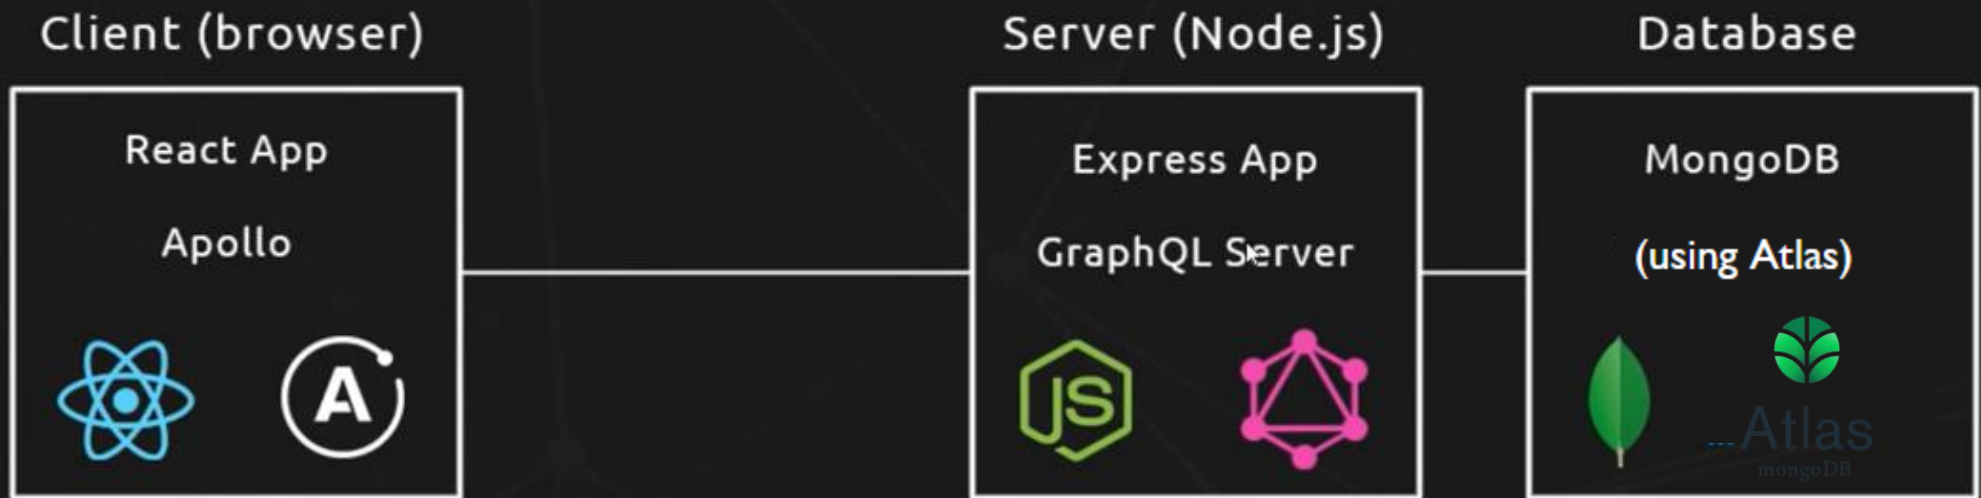 Client (browser)
React App
Apollo
A
Server (Node.js)
Express App
GraphQL Server
JS
Database
MongoDB
(using Atlas)
Atlas
mongoDB